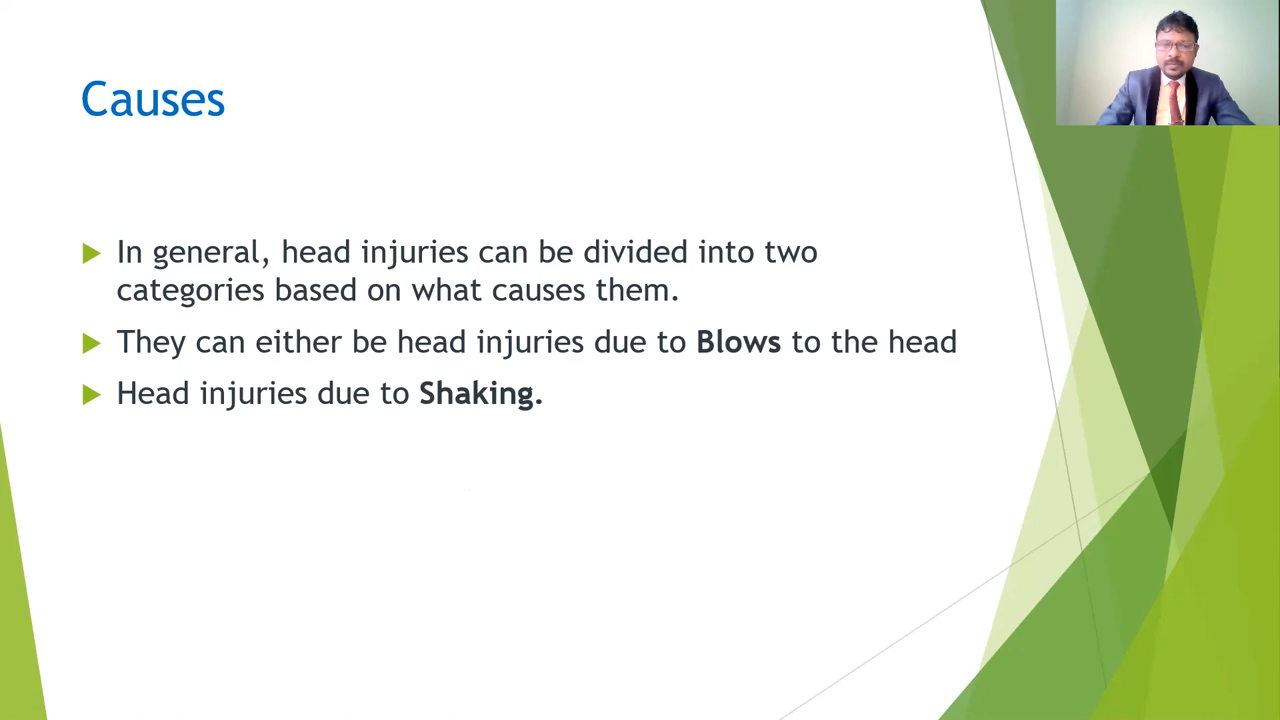 Causes
In general, head injuries can be divided into two
categories based on what causes them.
They can either be head injuries due to Blows to the head
Head injuries due to Shaking.